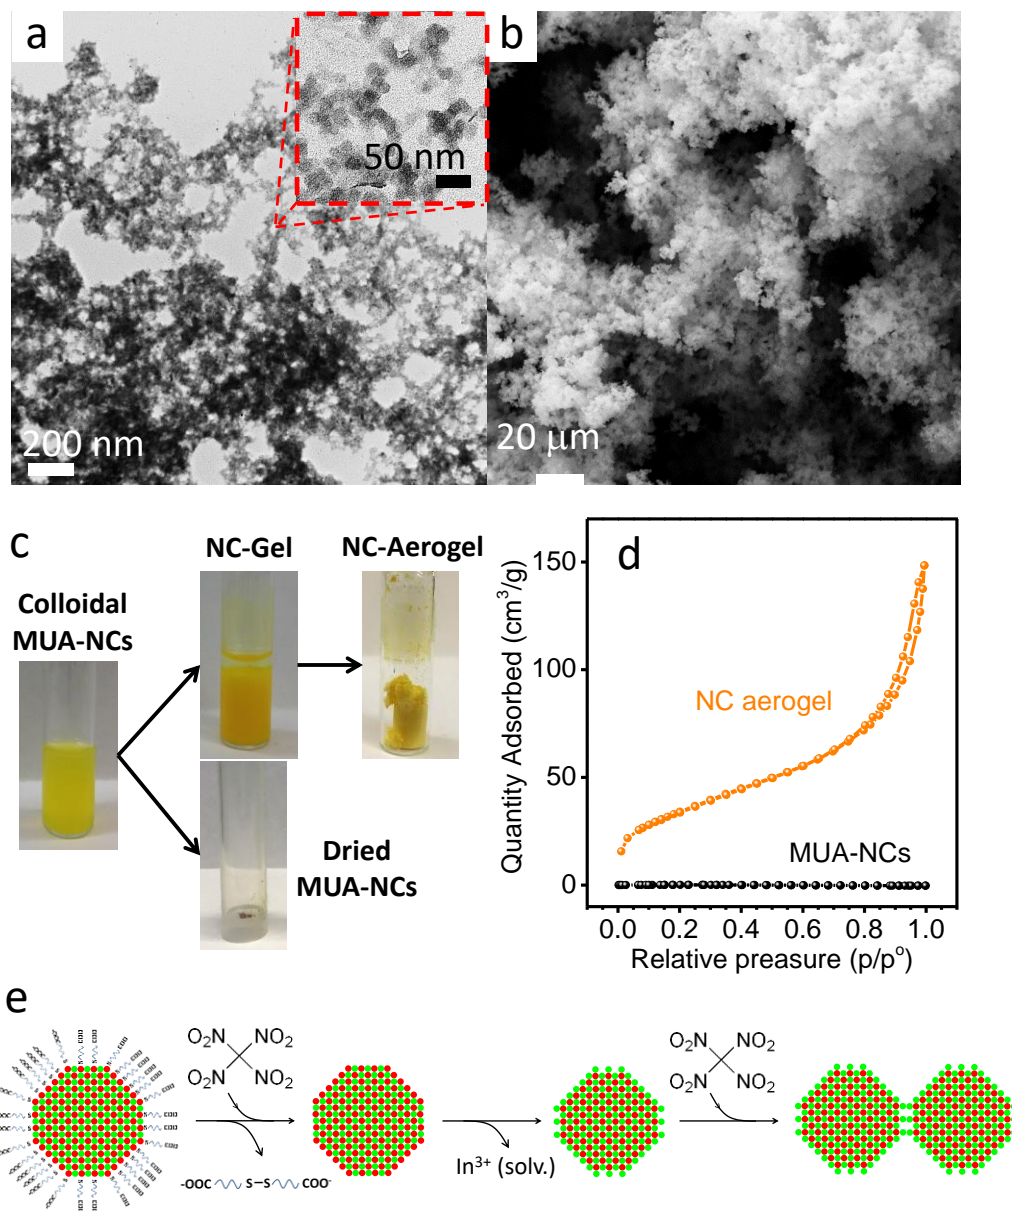 a
50 nm
200 nm
b
20 μm
c
NC-Gel
NC-Aerogel
Colloidal
MUA-NCs
Dried
MUA-NCs
d
Quantity Adsorbed (cm³/g)
150
100
50
0
NC aerogel
MUA-NCs
0.0 0.2 0.4 0.6 0.8 1.0
Relative preasure (p/p°)
e
O₂N NO₂
O₂N NO₂
-OOC S–S COO⁻
In³⁺ (solv.)
O₂N NO₂
O₂N NO₂